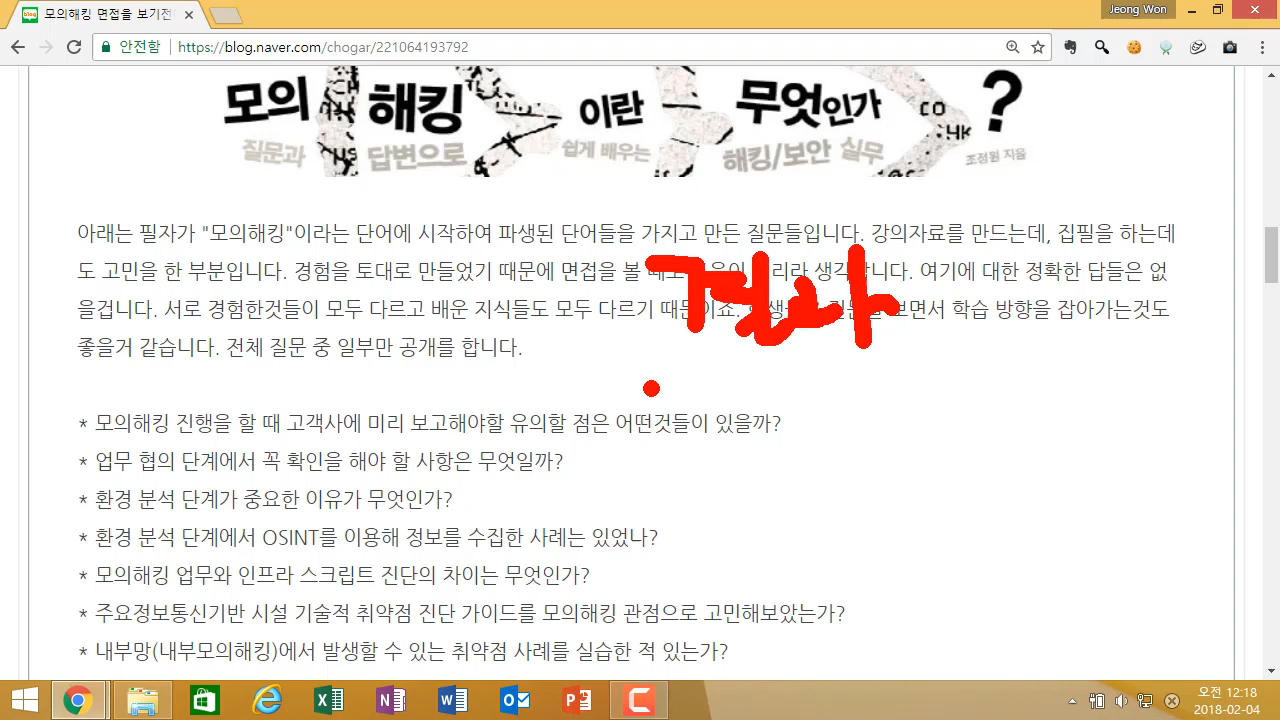 모의해킹 면접을 보기전
Jeong Won
안전함 https://blog.naver.com/chogar/221064193792
모의 해킹 이란 무엇인가 ?
질문과 답변으로 쉽게 배우는 해킹/보안 실무 조정원 지음
아래는 필자가 "모의해킹"이라는 단어에 시작하여 파생된 단어들을 가지고 만든 질문들입니다. 강의자료를 만드는데, 집필을 하는데
도 고민을 한 부분입니다. 경험을 토대로 만들었기 때문에 면접을 볼 생각합니다. 여기에 대한 정확한 답들은 없
을겁니다. 서로 경험한것들이 모두 다르고 배운 지식들도 모두 다르기 때문이죠. 보면서 학습 방향을 잡아가는것도
좋을거 같습니다. 전체 질문 중 일부만 공개를 합니다.
* 모의해킹 진행을 할 때 고객사에 미리 보고해야할 유의할 점은 어떤것들이 있을까?
* 업무 협의 단계에서 꼭 확인을 해야 할 사항은 무엇일까?
* 환경 분석 단계가 중요한 이유가 무엇인가?
* 환경 분석 단계에서 OSINT를 이용해 정보를 수집한 사례는 있었나?
* 모의해킹 업무와 인프라 스크립트 진단의 차이는 무엇인가?
* 주요정보통신기반 시설 기술적 취약점 진단 가이드를 모의해킹 관점으로 고민해보았는가?
* 내부망(내부모의해킹)에서 발생할 수 있는 취약점 사례를 실습한 적 있는가?
오전 12:18
2018-02-04